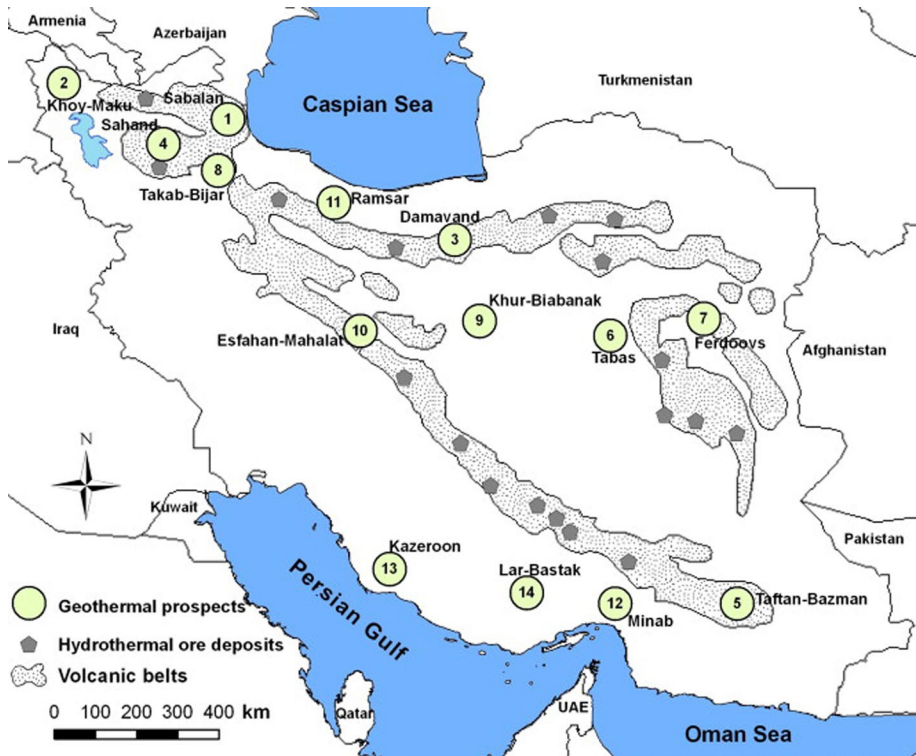 Armenia
Azerbaijan
Turkmenistan
2
Khoy-Maku
Sabalan
1
Caspian Sea
Sahand
4
8
Takab-Bijar
11
Ramsar
Damavand
3
Khur-Biabanak
9
7
Ferdoovs
6
Tabas
Iraq
10
Esfahan-Mahalat
Afghanistan
N
Kuwait
Pakistan
Kazeroon
13
Lar-Bastak
14
12
Minab
5
Taftan-Bazman
Persian Gulf
Geothermal prospects
Hydrothermal ore deposits
Volcanic belts
0 100 200 300 400 km
Qatar
UAE
Oman Sea